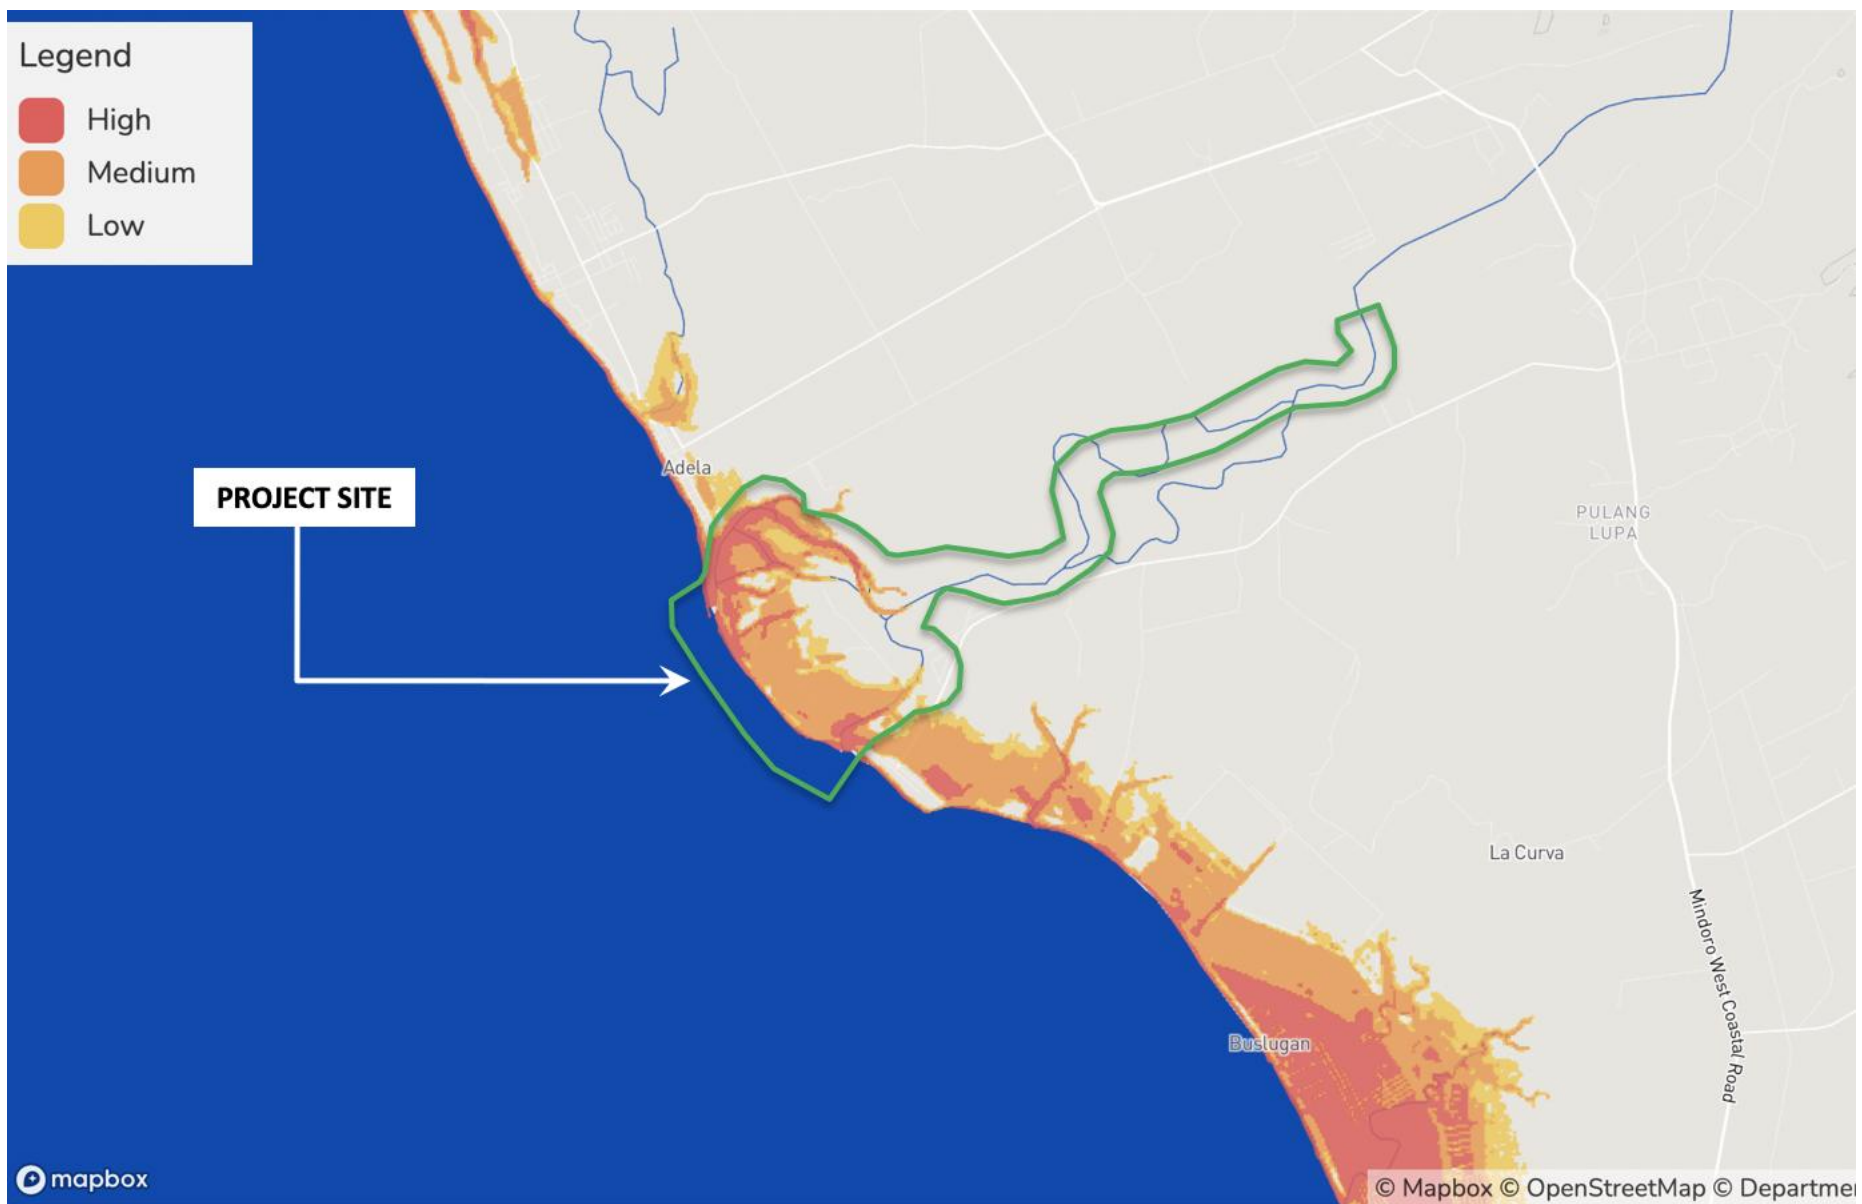 Legend
High
Medium
Low
Adela
PROJECT SITE
PULANG
LUPA
La Curva
Mindoro West Coastal Road
Buslugan
mapbox
© Mapbox © OpenStreetMap © Departme